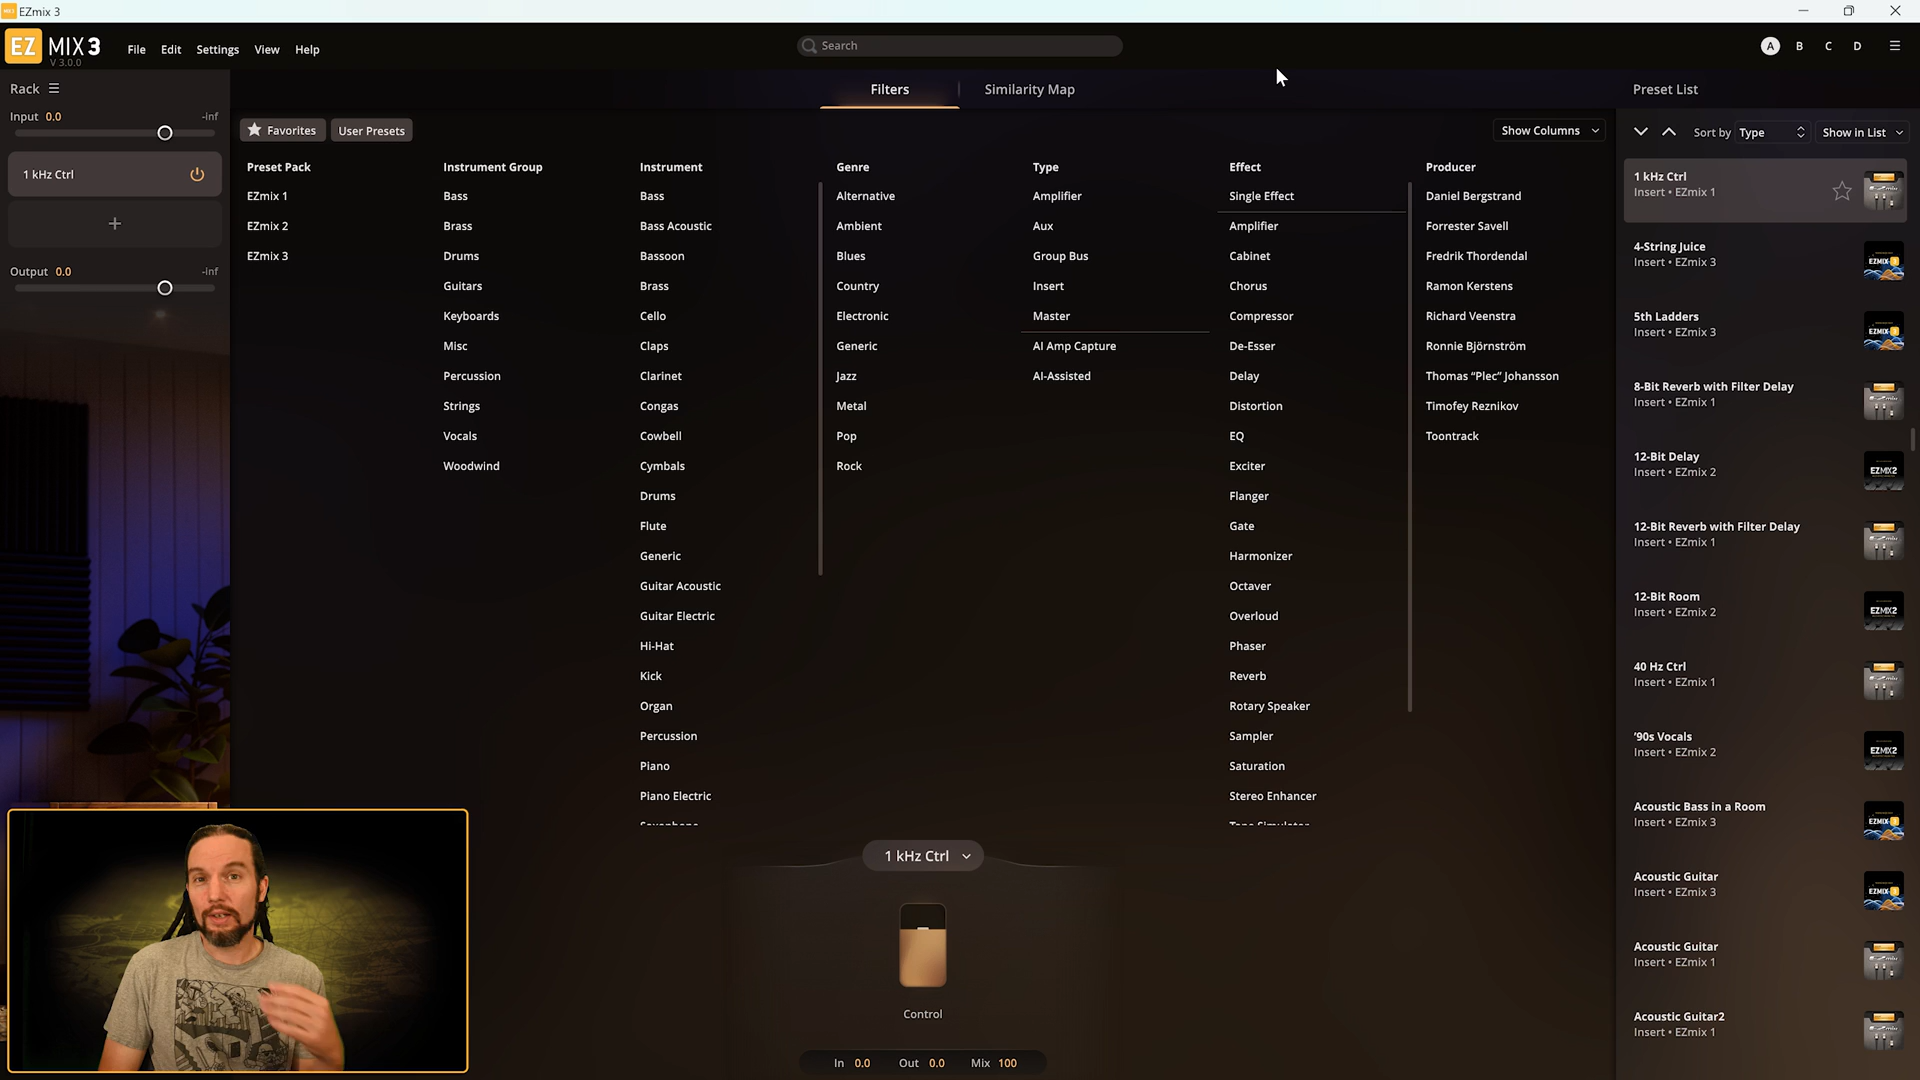 EZmix 3
EZ MIX 3
V 3.0.0
File Edit Settings View Help
Search
A B C D
Rack
Input 0.0 -inf
1 kHz Ctrl
+
Output 0.0 -inf
Filters Similarity Map
Favorites User Presets
Show Columns
Preset Pack
EZmix 1
EZmix 2
EZmix 3
Instrument Group
Bass
Brass
Drums
Guitars
Keyboards
Misc
Percussion
Strings
Vocals
Woodwind
Instrument
Bass
Bass Acoustic
Bassoon
Brass
Cello
Claps
Clarinet
Congas
Cowbell
Cymbals
Drums
Flute
Generic
Guitar Acoustic
Guitar Electric
Hi-Hat
Kick
Organ
Percussion
Piano
Piano Electric
Genre
Alternative
Ambient
Blues
Country
Electronic
Generic
Jazz
Metal
Pop
Rock
Type
Amplifier
Aux
Group Bus
Insert
Master
AI Amp Capture
AI-Assisted
Effect
Single Effect
Amplifier
Cabinet
Chorus
Compressor
De-Esser
Delay
Distortion
EQ
Exciter
Flanger
Gate
Harmonizer
Octaver
Overloud
Phaser
Reverb
Rotary Speaker
Sampler
Saturation
Stereo Enhancer
Producer
Daniel Bergstrand
Forrester Savell
Fredrik Thordendal
Ramon Kerstens
Richard Veenstra
Ronnie Björnström
Thomas “Plec” Johansson
Timofey Reznikov
Toontrack
1 kHz Ctrl
Control
In 0.0 Out 0.0 Mix 100
Preset List
Sort by Type Show in List
1 kHz Ctrl
Insert • EZmix 1
4-String Juice
Insert • EZmix 3
EZMIX 3
5th Ladders
Insert • EZmix 3
EZMIX 3
8-Bit Reverb with Filter Delay
Insert • EZmix 1
12-Bit Delay
Insert • EZmix 2
EZMIX2
12-Bit Reverb with Filter Delay
Insert • EZmix 1
12-Bit Room
Insert • EZmix 2
EZMIX2
40 Hz Ctrl
Insert • EZmix 1
’90s Vocals
Insert • EZmix 2
EZMIX2
Acoustic Bass in a Room
Insert • EZmix 3
EZMIX 3
Acoustic Guitar
Insert • EZmix 3
EZMIX 3
Acoustic Guitar
Insert • EZmix 1
Acoustic Guitar2
Insert • EZmix 1